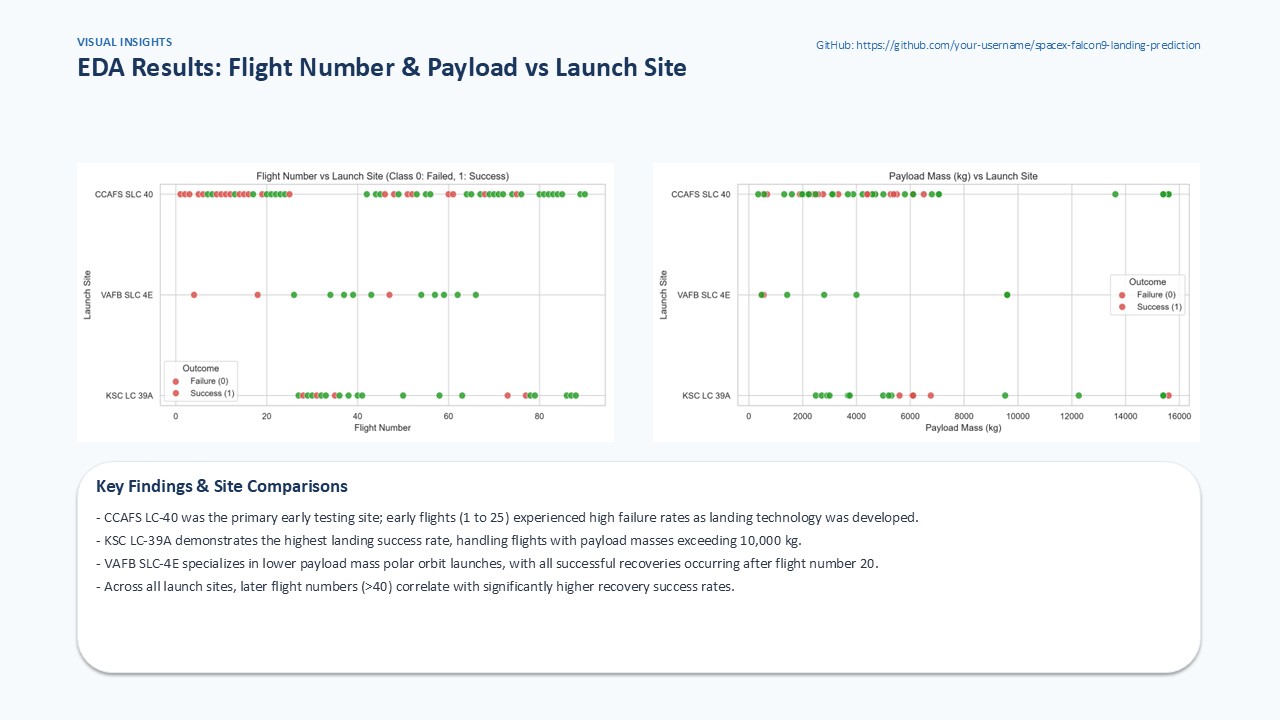 VISUAL INSIGHTS
GitHub: https://github.com/your-username/spacex-falcon9-landing-prediction
EDA Results: Flight Number & Payload vs Launch Site
Flight Number vs Launch Site (Class 0: Failed, 1: Success)
CCAFS SLC 40
VAFB SLC 4E
KSC LC 39A
Launch Site
Outcome
Failure (0)
Success (1)
0 20 40 60 80
Flight Number
Payload Mass (kg) vs Launch Site
CCAFS SLC 40
VAFB SLC 4E
KSC LC 39A
Launch Site
Outcome
Failure (0)
Success (1)
0 2000 4000 6000 8000 10000 12000 14000 16000
Payload Mass (kg)
Key Findings & Site Comparisons
- CCAFS LC-40 was the primary early testing site; early flights (1 to 25) experienced high failure rates as landing technology was developed.
- KSC LC-39A demonstrates the highest landing success rate, handling flights with payload masses exceeding 10,000 kg.
- VAFB SLC-4E specializes in lower payload mass polar orbit launches, with all successful recoveries occurring after flight number 20.
- Across all launch sites, later flight numbers (>40) correlate with significantly higher recovery success rates.